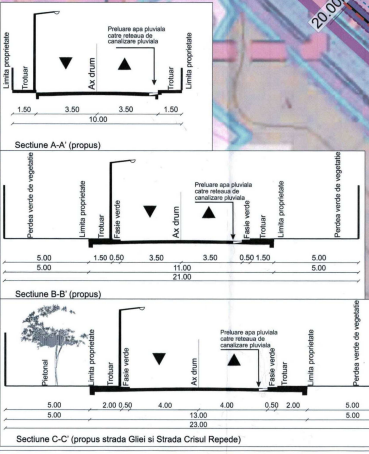 20.00
Limita proprietate
Trotuar
Ax drum
Preluare apa pluviala
catre reteaua de
canalizare pluviala
Trotuar
Limita proprietate
1.50 3.50 3.50 1.50
10.00
Sectiune A-A' (propus)
Perdea verde de vegetatie
Limita proprietate
Trotuar
Fasie verde
Ax drum
Preluare apa pluviala
catre reteaua de
canalizare pluviala
Fasie verde
Trotuar
Limita proprietate
Perdea verde de vegetatie
5.00 1.50 0.50 3.50 3.50 0.50 1.50 5.00
5.00 11.00 5.00
21.00
Sectiune B-B' (propus)
Pietonal
Limita proprietate
Trotuar
Fasie verde
Ax drum
Preluare apa pluviala
catre reteaua de
canalizare pluviala
Fasie verde
Trotuar
Limita proprietate
Perdea verde de vegetatie
5.00 2.00 0.50 4.00 4.00 0.50 2.00 5.00
5.00 13.00 5.00
23.00
Sectiune C-C' (propus strada Gliei si Strada Crisul Repede)